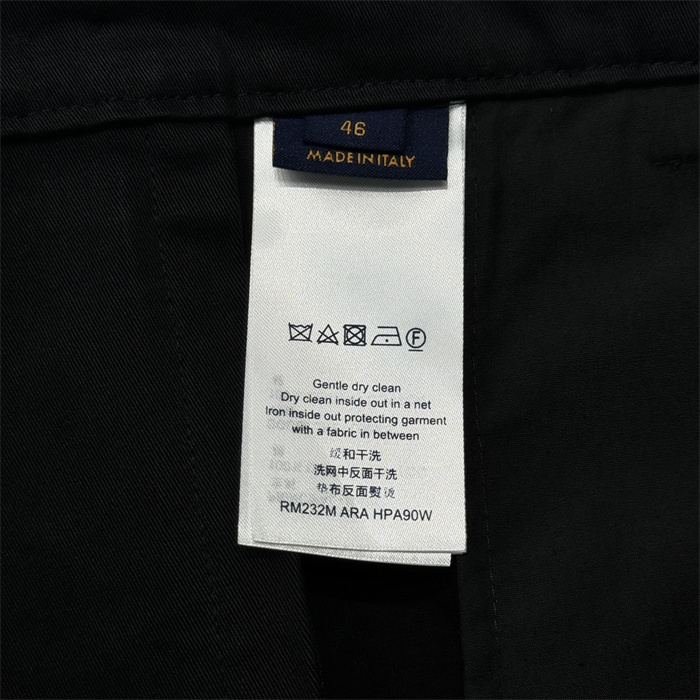 46
MADE IN ITALY
F
Gentle dry clean
Dry clean inside out in a net
Iron inside out protecting garment
with a fabric in between
缓和干洗
洗网中反面干洗
垫布反面熨烫
RM232M ARA HPA90W